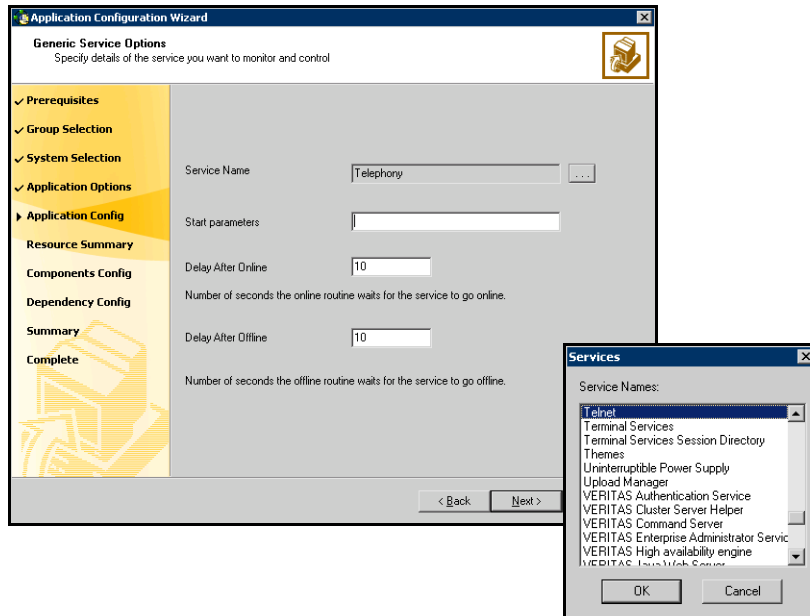 Application Configuration Wizard
Generic Service Options
Specify details of the service you want to monitor and control
Prerequisites
Group Selection
System Selection
Application Options
Application Config
Resource Summary
Components Config
Dependency Config
Summary
Complete
Service Name
Telephony
...
Start parameters
Delay After Online
10
Number of seconds the online routine waits for the service to go online.
Delay After Offline
10
Number of seconds the offline routine waits for the service to go offline.
< Back
Next >
Services
Service Names:
Telnet
Terminal Services
Terminal Services Session Directory
Themes
Uninterruptible Power Supply
Upload Manager
VERITAS Authentication Service
VERITAS Cluster Server Helper
VERITAS Command Server
VERITAS Enterprise Administrator Servic
VERITAS High availability engine
VERITAS Java Web Server
OK
Cancel